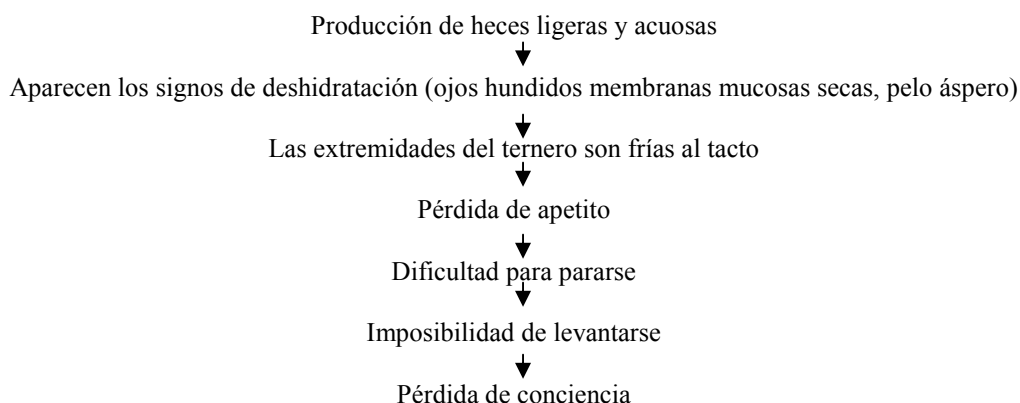 Producción de heces ligeras y acuosas
Aparecen los signos de deshidratación (ojos hundidos membranas mucosas secas, pelo áspero)
Las extremidades del ternero son frías al tacto
Pérdida de apetito
Dificultad para pararse
Imposibilidad de levantarse
Pérdida de conciencia